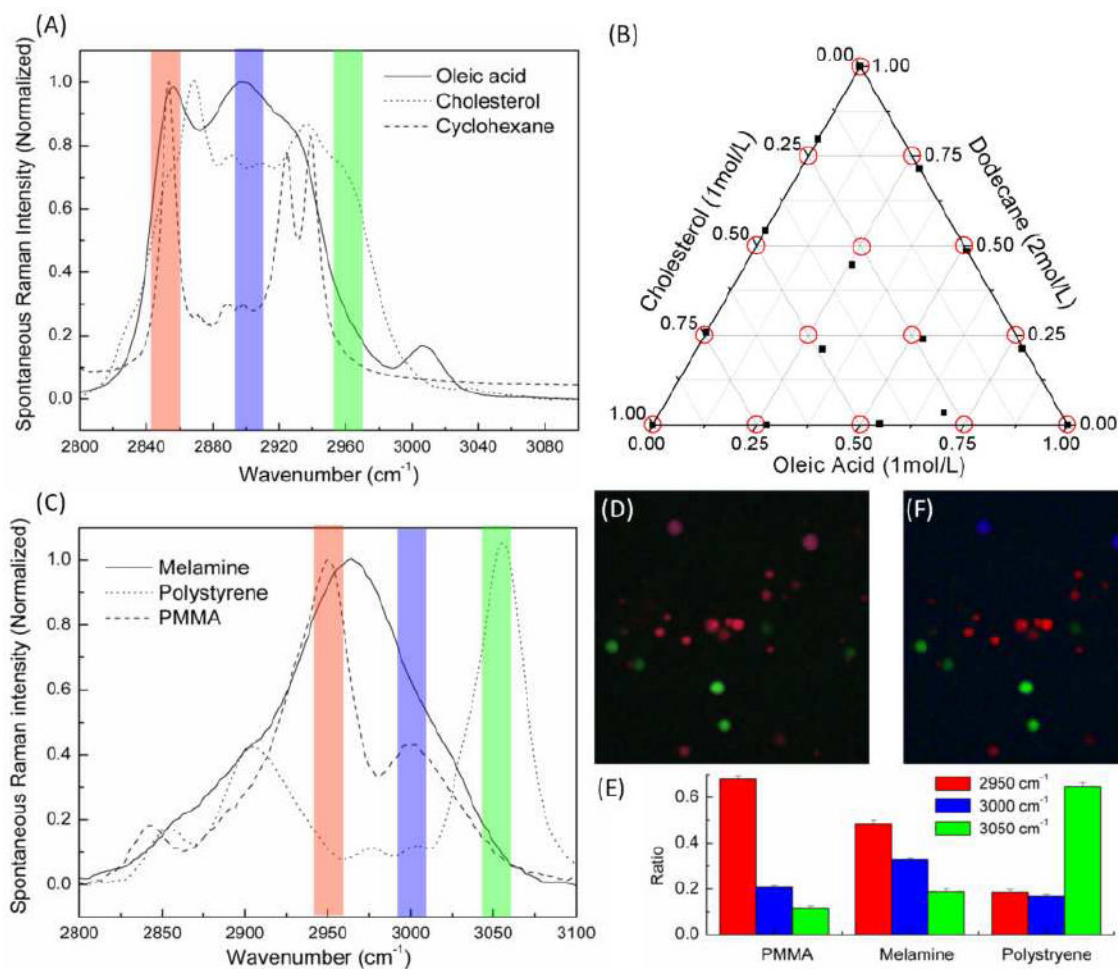 (A)
Spontaneous Raman Intensity (Normalized)
1.0
0.8
0.6
0.4
0.2
0.0
Oleic acid
Cholesterol
Cyclohexane
2800 2840 2880 2920 2960 3000 3040 3080
Wavenumber (cm⁻¹)
(B)
0.00 1.00
0.25 0.75
0.50 0.50
0.75 0.25
1.00 0.00
0.00 0.25 0.50 0.75 1.00
Cholesterol (1mol/L)
Dodecane (2mol/L)
Oleic Acid (1mol/L)
(C)
Spontaneous Raman intensity (Normalized)
1.0
0.8
0.6
0.4
0.2
0.0
Melamine
Polystyrene
PMMA
2800 2850 2900 2950 3000 3050 3100
Wavenumber (cm⁻¹)
(D)
(F)
(E)
Ratio
0.6
0.4
0.2
0.0
2950 cm⁻¹
3000 cm⁻¹
3050 cm⁻¹
PMMA Melamine Polystryene